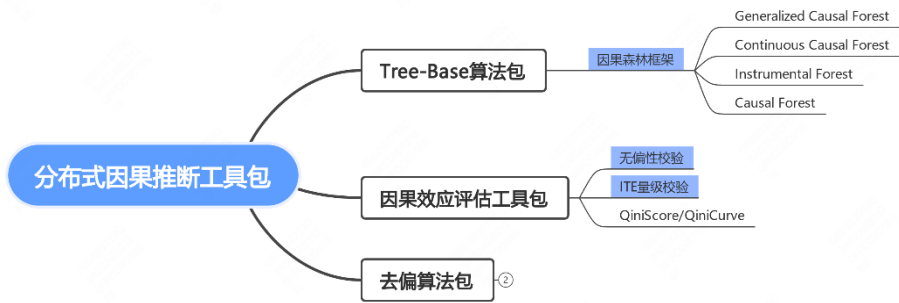 分布式因果推断工具包
Tree-Base算法包
因果森林框架
Generalized Causal Forest
Continuous Causal Forest
Instrumental Forest
Causal Forest
因果效应评估工具包
无偏性校验
ITE量级校验
QiniScore/QiniCurve
去偏算法包
2